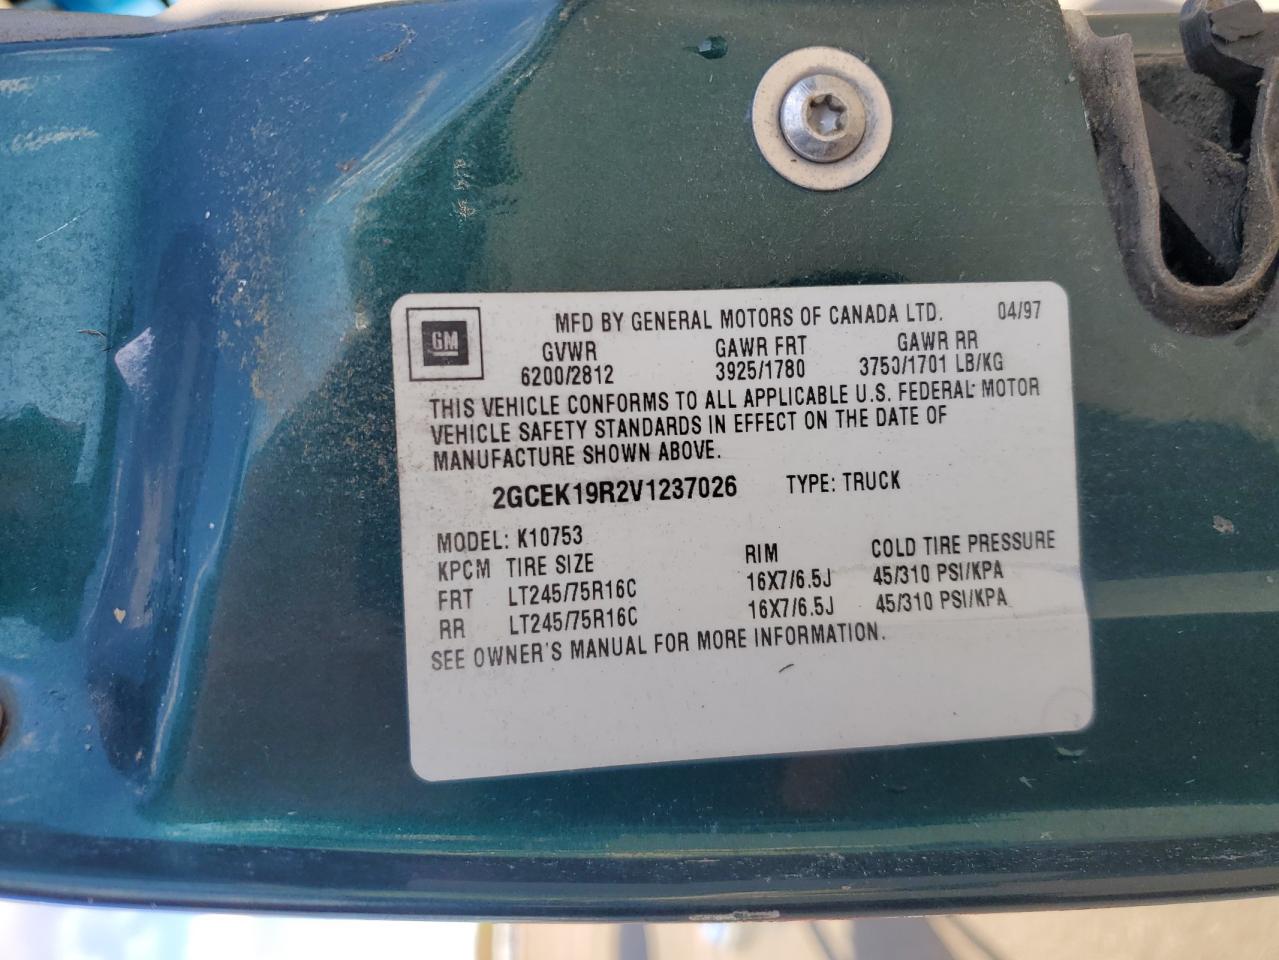 MFD BY GENERAL MOTORS OF CANADA LTD. 04/97
GM
GVWR GAWR FRT GAWR RR
6200/2812 3925/1780 3753/1701 LB/KG
THIS VEHICLE CONFORMS TO ALL APPLICABLE U.S. FEDERAL MOTOR
VEHICLE SAFETY STANDARDS IN EFFECT ON THE DATE OF
MANUFACTURE SHOWN ABOVE.
2GCEK19R2V1237026 TYPE: TRUCK
MODEL: K10753
KPCM TIRE SIZE RIM COLD TIRE PRESSURE
FRT LT245/75R16C 16X7/6.5J 45/310 PSI/KPA
RR LT245/75R16C 16X7/6.5J 45/310 PSI/KPA
SEE OWNER'S MANUAL FOR MORE INFORMATION.